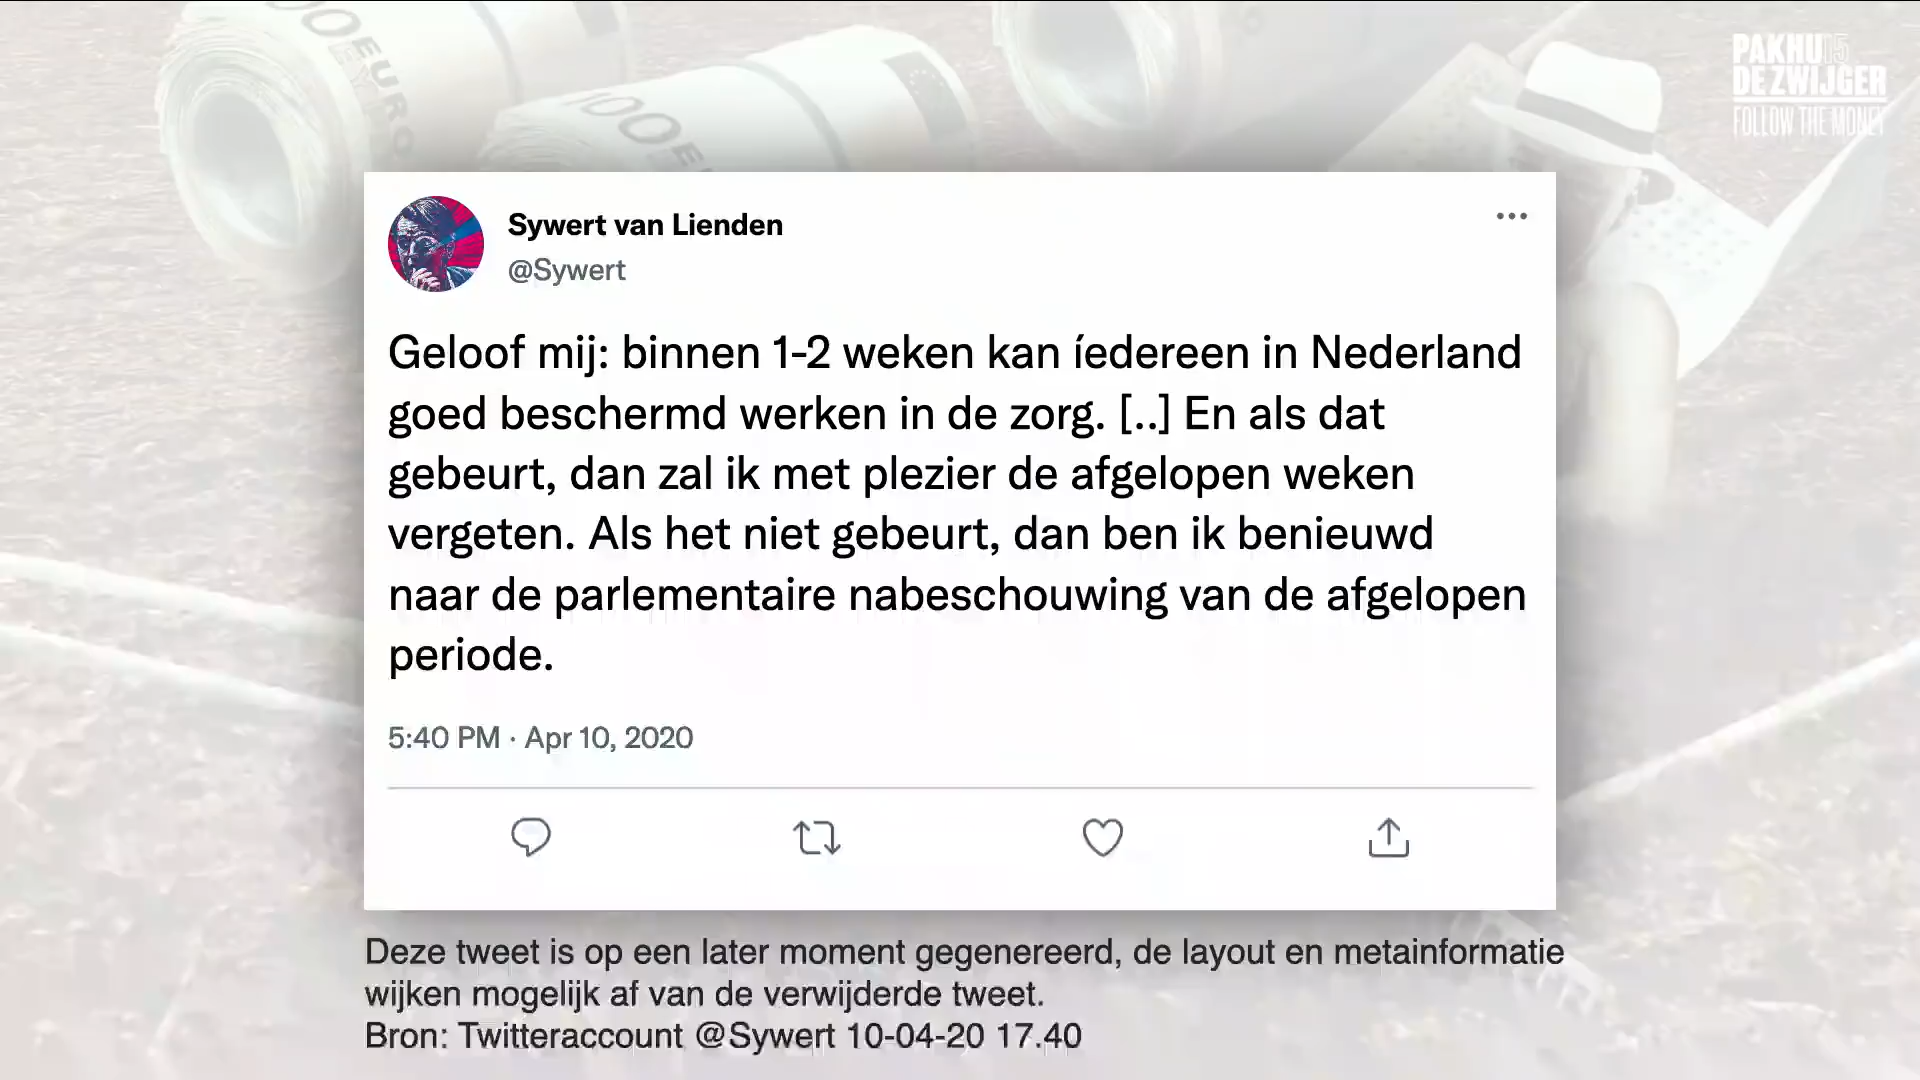 100 EURO
100 E
PAKHU15
DE ZWIJGER
FOLLOW THE MONEY
Sywert van Lienden
@Sywert
Geloof mij: binnen 1-2 weken kan íedereen in Nederland
goed beschermd werken in de zorg. [..] En als dat
gebeurt, dan zal ik met plezier de afgelopen weken
vergeten. Als het niet gebeurt, dan ben ik benieuwd
naar de parlementaire nabeschouwing van de afgelopen
periode.
5:40 PM · Apr 10, 2020
Deze tweet is op een later moment gegenereerd, de layout en metainformatie
wijken mogelijk af van de verwijderde tweet.
Bron: Twitteraccount @Sywert 10-04-20 17.40